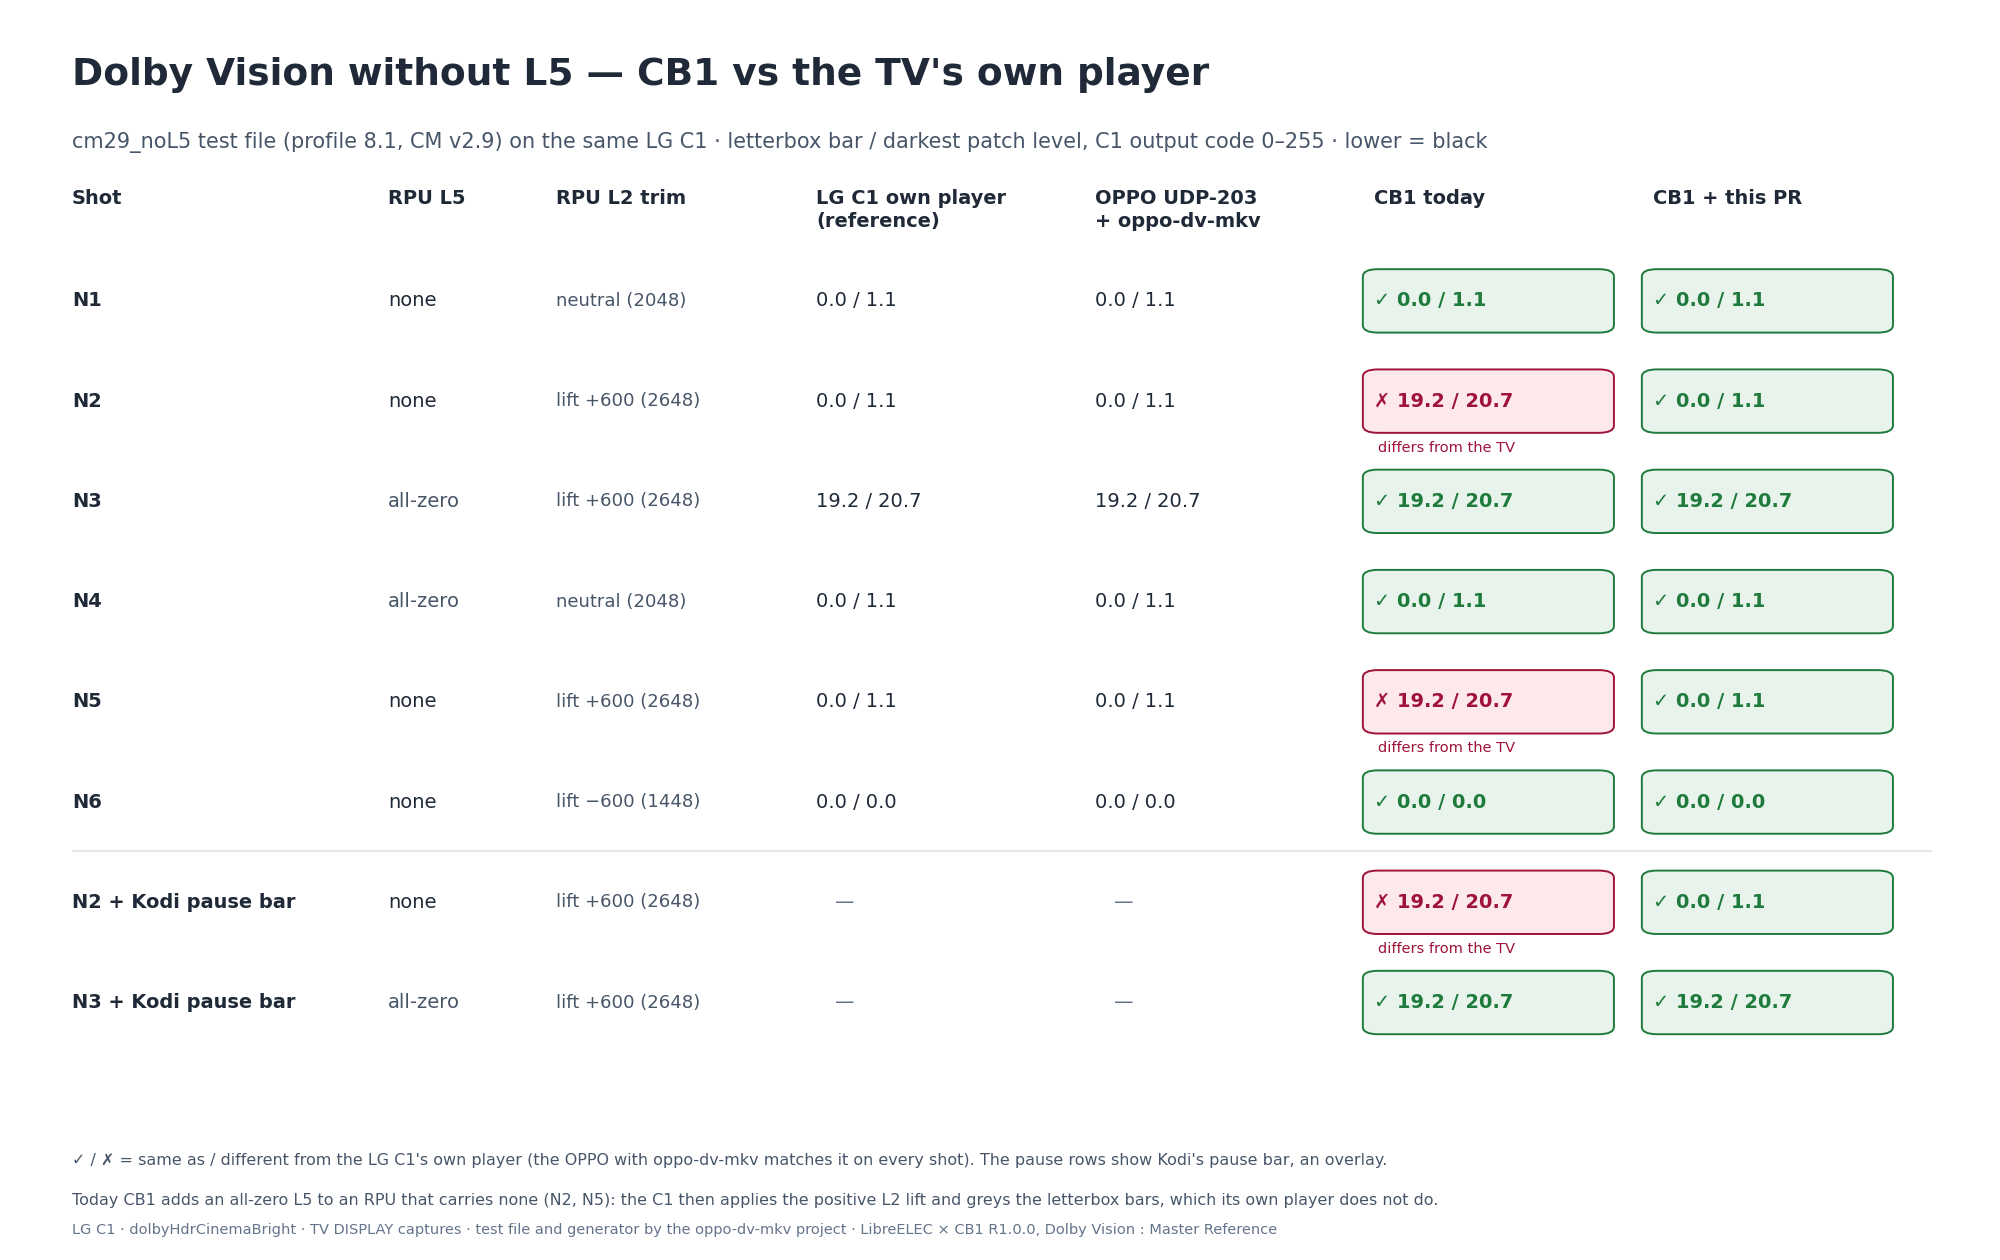 Dolby Vision without L5 — CB1 vs the TV's own player
cm29_noL5 test file (profile 8.1, CM v2.9) on the same LG C1 · letterbox bar / darkest patch level, C1 output code 0–255 · lower = black
Shot RPU L5 RPU L2 trim LG C1 own player OPPO UDP-203 CB1 today CB1 + this PR
(reference) + oppo-dv-mkv
N1 none neutral (2048) 0.0 / 1.1 0.0 / 1.1 ✓ 0.0 / 1.1 ✓ 0.0 / 1.1
N2 none lift +600 (2648) 0.0 / 1.1 0.0 / 1.1 ✗ 19.2 / 20.7 ✓ 0.0 / 1.1
differs from the TV
N3 all-zero lift +600 (2648) 19.2 / 20.7 19.2 / 20.7 ✓ 19.2 / 20.7 ✓ 19.2 / 20.7
N4 all-zero neutral (2048) 0.0 / 1.1 0.0 / 1.1 ✓ 0.0 / 1.1 ✓ 0.0 / 1.1
N5 none lift +600 (2648) 0.0 / 1.1 0.0 / 1.1 ✗ 19.2 / 20.7 ✓ 0.0 / 1.1
differs from the TV
N6 none lift −600 (1448) 0.0 / 0.0 0.0 / 0.0 ✓ 0.0 / 0.0 ✓ 0.0 / 0.0
N2 + Kodi pause bar none lift +600 (2648) — — ✗ 19.2 / 20.7 ✓ 0.0 / 1.1
differs from the TV
N3 + Kodi pause bar all-zero lift +600 (2648) — — ✓ 19.2 / 20.7 ✓ 19.2 / 20.7
✓ / ✗ = same as / different from the LG C1's own player (the OPPO with oppo-dv-mkv matches it on every shot). The pause rows show Kodi's pause bar, an overlay.
Today CB1 adds an all-zero L5 to an RPU that carries none (N2, N5): the C1 then applies the positive L2 lift and greys the letterbox bars, which its own player does not do.
LG C1 · dolbyHdrCinemaBright · TV DISPLAY captures · test file and generator by the oppo-dv-mkv project · LibreELEC × CB1 R1.0.0, Dolby Vision : Master Reference